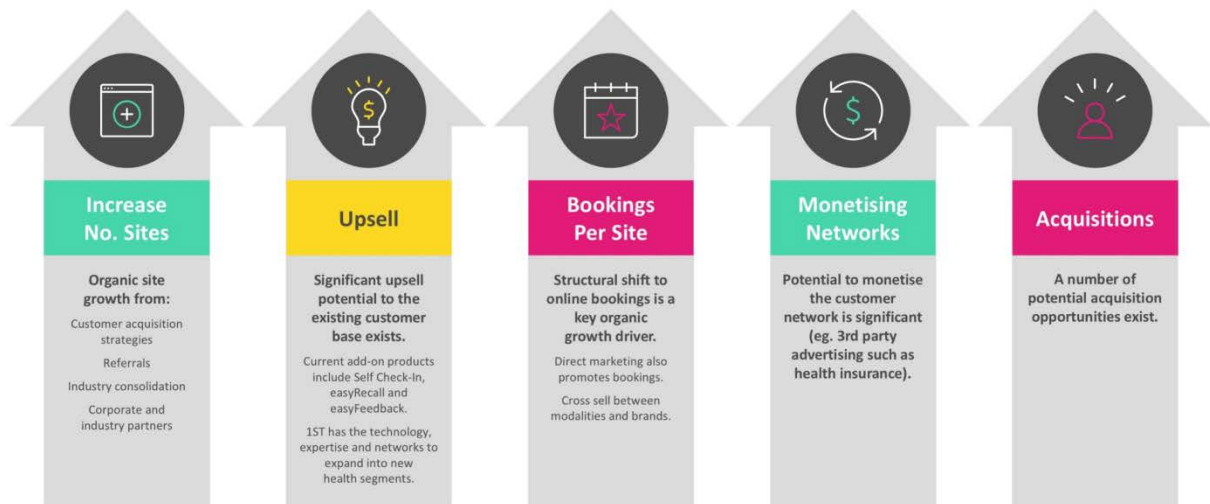 Increase
No. Sites
Organic site
growth from:
Customer acquisition
strategies
Referrals
Industry consolidation
Corporate and
industry partners
$
Upsell
Significant upsell
potential to the
existing customer
base exists.
Current add-on products
include Self Check-In,
easyRecall and
easyFeedback.
1ST has the technology,
expertise and networks to
expand into new
health segments.
Bookings
Per Site
Structural shift to
online bookings is a
key organic
growth driver.
Direct marketing also
promotes bookings.
Cross sell between
modalities and brands.
$
Monetising
Networks
Potential to monetise
the customer
network is significant
(eg. 3rd party
advertising such as
health insurance).
Acquisitions
A number of
potential acquisition
opportunities exist.